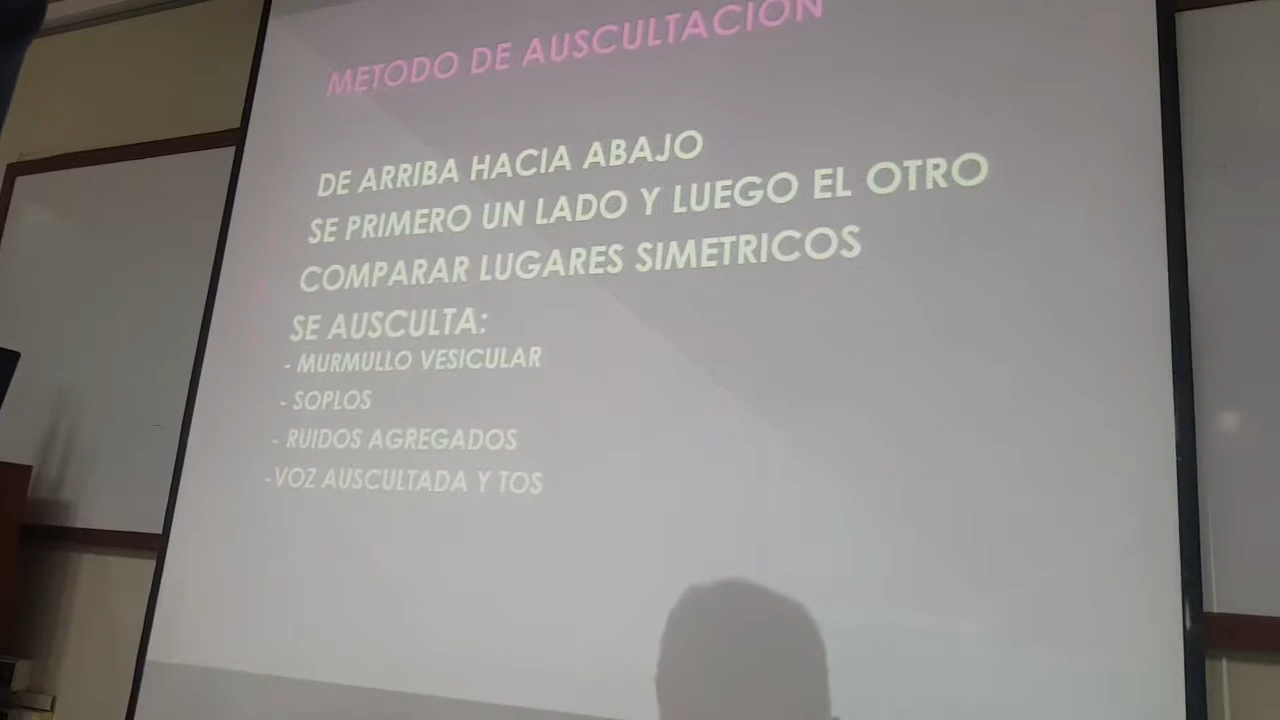 METODO DE AUSCULTACION
DE ARRIBA HACIA ABAJO
SE PRIMERO UN LADO Y LUEGO EL OTRO
COMPARAR LUGARES SIMETRICOS
SE AUSCULTA:
- MURMULLO VESICULAR
- SOPLOS
- RUIDOS AGREGADOS
-VOZ AUSCULTADA Y TOS